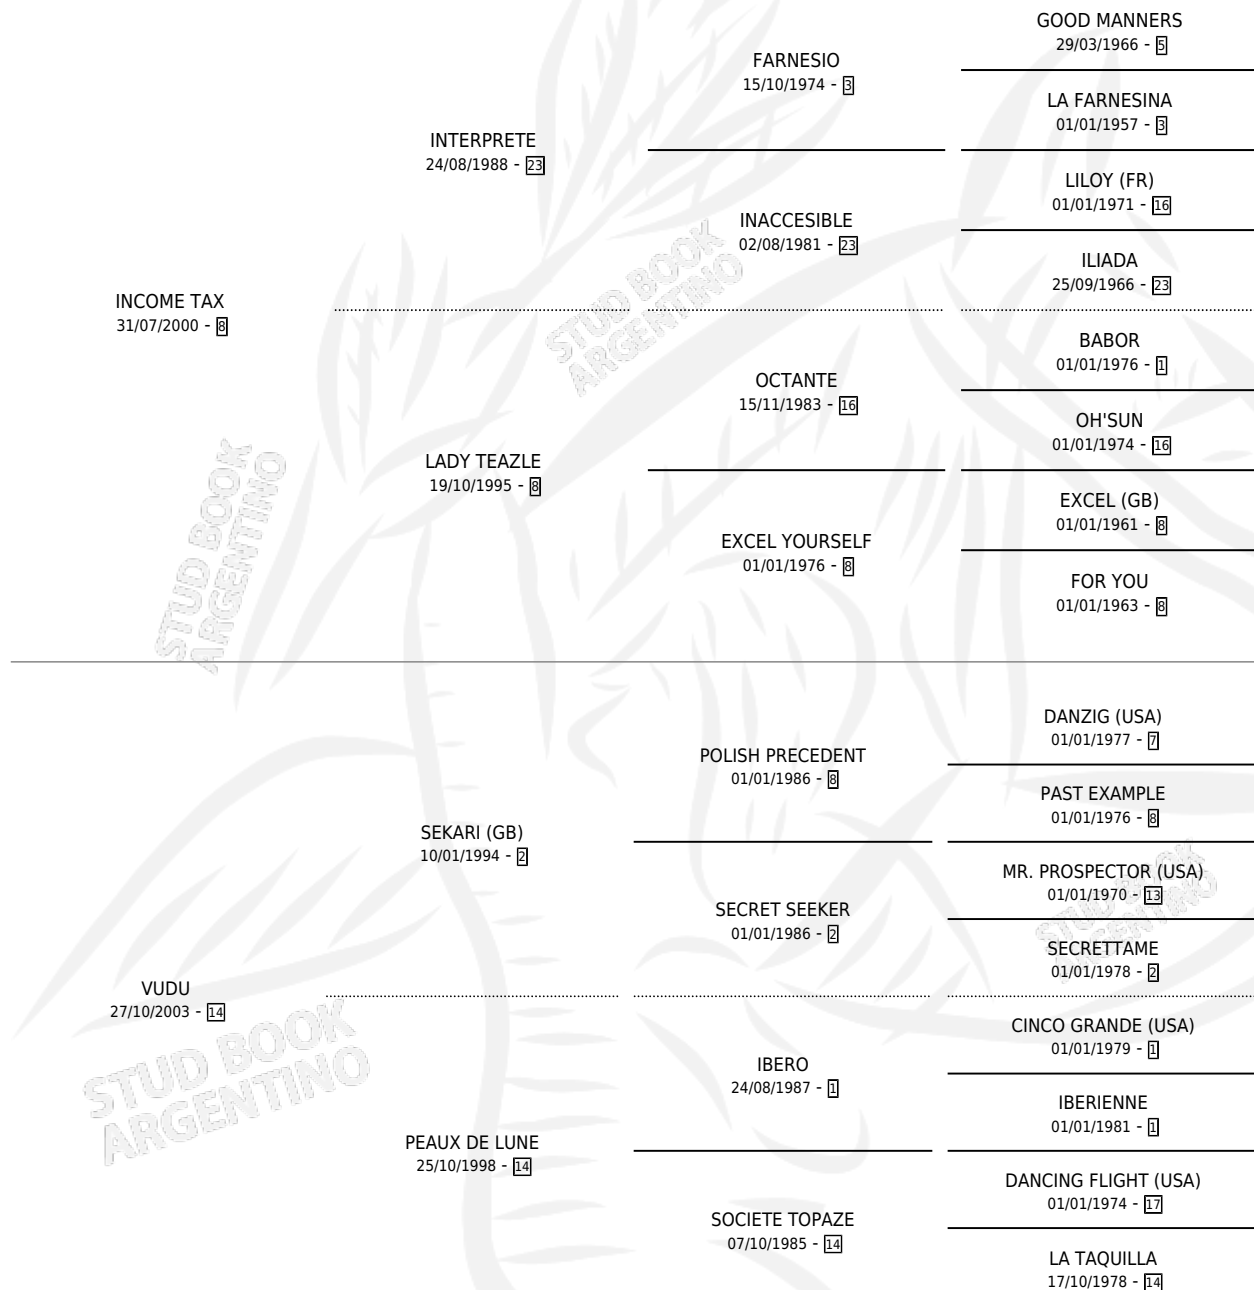 GOOD MANNERS
29/03/1966 - 5
FARNESIO
15/10/1974 - 3
LA FARNESINA
01/01/1957 - 3
INTERPRETE
24/08/1988 - 23
LILOY (FR)
01/01/1971 - 16
INACCESIBLE
02/08/1981 - 23
ILIADA
25/09/1966 - 23
INCOME TAX
31/07/2000 - 8
BABOR
01/01/1976 - 1
OCTANTE
15/11/1983 - 16
OH'SUN
01/01/1974 - 16
LADY TEAZLE
19/10/1995 - 8
EXCEL (GB)
01/01/1961 - 8
EXCEL YOURSELF
01/01/1976 - 8
FOR YOU
01/01/1963 - 8
DANZIG (USA)
01/01/1977 - 7
POLISH PRECEDENT
01/01/1986 - 8
PAST EXAMPLE
01/01/1976 - 8
SEKARI (GB)
10/01/1994 - 2
MR. PROSPECTOR (USA)
01/01/1970 - 13
SECRET SEEKER
01/01/1986 - 2
SECRETTAME
01/01/1978 - 2
VUDU
27/10/2003 - 14
CINCO GRANDE (USA)
01/01/1979 - 1
IBERO
24/08/1987 - 1
IBERIENNE
01/01/1981 - 1
PEAUX DE LUNE
25/10/1998 - 14
DANCING FLIGHT (USA)
01/01/1974 - 17
SOCIETE TOPAZE
07/10/1985 - 14
LA TAQUILLA
17/10/1978 - 14
STUD BOOK
ARGENTINO
STUD BOOK
ARGENTINO
STUD BOOK
ARGENTINO
STUD BOOK
ARGENTINO